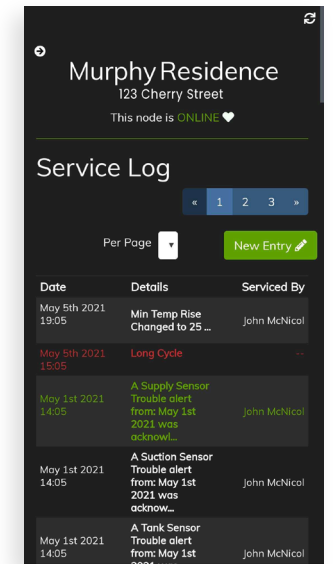 Murphy Residence
123 Cherry Street
This node is ONLINE
Service Log
« 1 2 3 »
Per Page
New Entry
Date Details Serviced By
May 5th 2021
19:05
Min Temp Rise
Changed to 25 ...
John McNicol
May 5th 2021
15:05
Long Cycle
--
May 1st 2021
14:05
A Supply Sensor
Trouble alert
from: May 1st
2021 was
acknowl...
John McNicol
May 1st 2021
14:05
A Suction Sensor
Trouble alert
from: May 1st
2021 was
acknow...
John McNicol
May 1st 2021
14:05
A Tank Sensor
Trouble alert
from: May 1st
2021 was
John McNicol